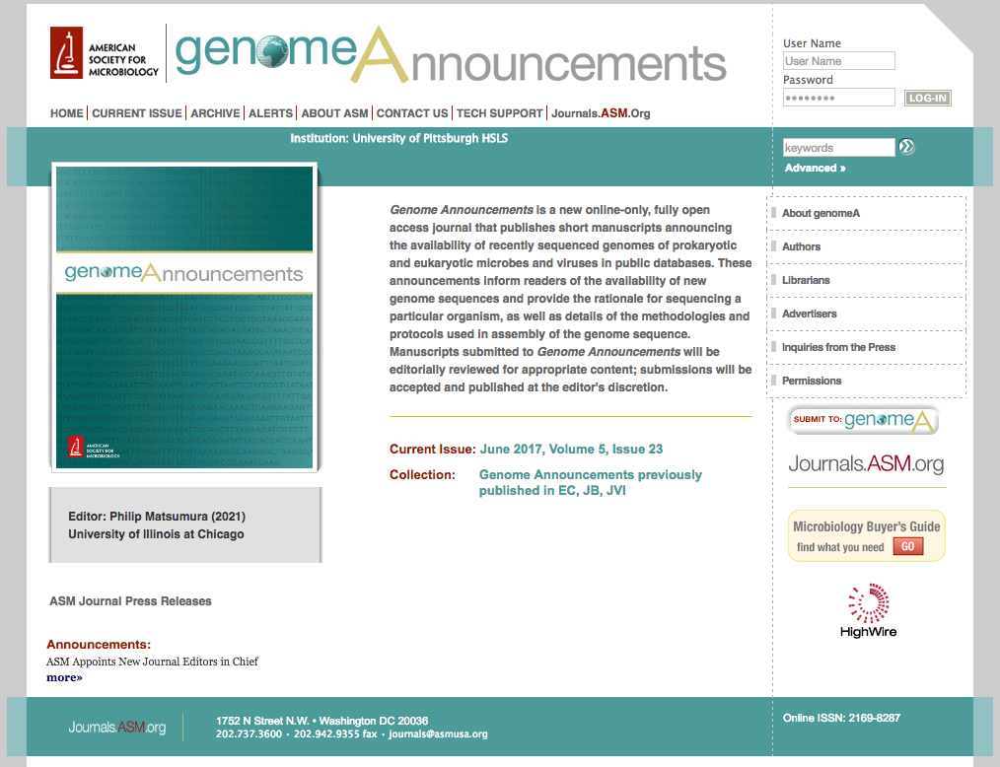 AMERICAN
SOCIETY FOR
MICROBIOLOGY
genomeAnnouncements
User Name
User Name
Password
LOG-IN
HOME | CURRENT ISSUE | ARCHIVE | ALERTS | ABOUT ASM | CONTACT US | TECH SUPPORT | Journals.ASM.Org
Institution: University of Pittsburgh HSLS
keywords
Advanced »
genomeAnnouncements
AMERICAN
SOCIETY FOR
MICROBIOLOGY
Genome Announcements is a new online-only, fully open
access journal that publishes short manuscripts announcing
the availability of recently sequenced genomes of prokaryotic
and eukaryotic microbes and viruses in public databases. These
announcements inform readers of the availability of new
genome sequences and provide the rationale for sequencing a
particular organism, as well as details of the methodologies and
protocols used in assembly of the genome sequence.
Manuscripts submitted to Genome Announcements will be
editorially reviewed for appropriate content; submissions will be
accepted and published at the editor's discretion.
Current Issue: June 2017, Volume 5, Issue 23
Collection: Genome Announcements previously
published in EC, JB, JVI
About genomeA
Authors
Librarians
Advertisers
Inquiries from the Press
Permissions
SUBMIT TO: genomeA
Journals.ASM.org
Microbiology Buyer's Guide
find what you need GO
HighWire
Editor: Philip Matsumura (2021)
University of Illinois at Chicago
ASM Journal Press Releases
Announcements:
ASM Appoints New Journal Editors in Chief
more»
Journals.ASM.org
1752 N Street N.W. • Washington DC 20036
202.737.3600 • 202.942.9355 fax • journals@asmusa.org
Online ISSN: 2169-8287